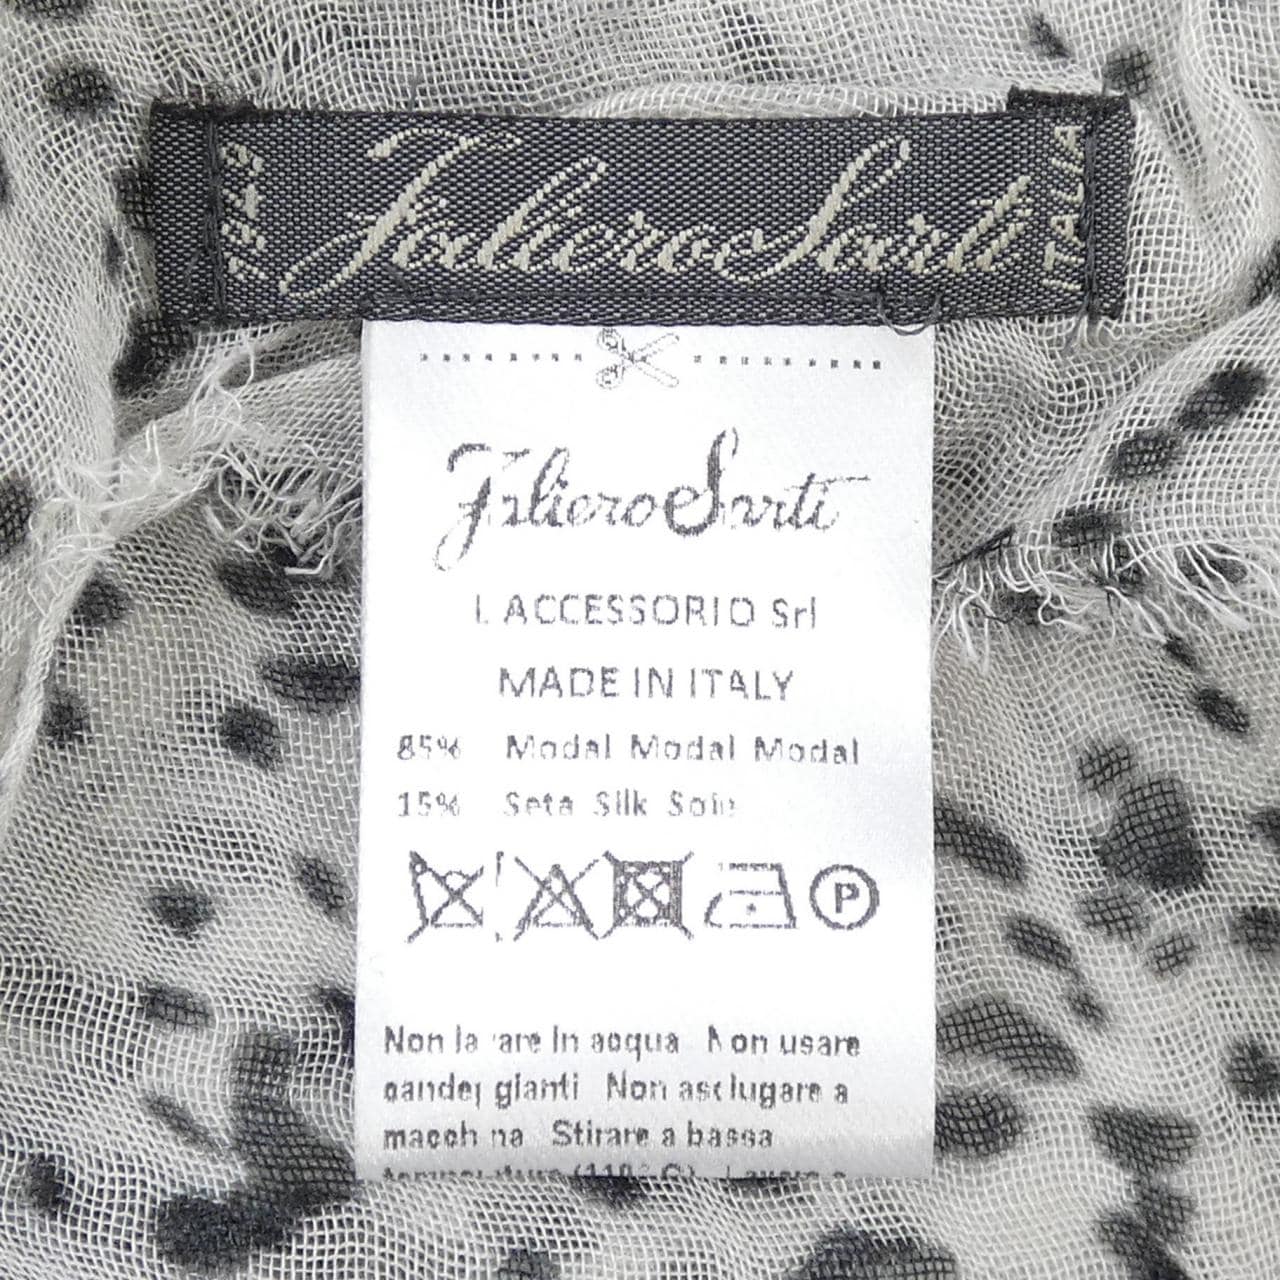 Faliero Sarti
ITALIA
Faliero Sarti
L ACCESSORIO Srl
MADE IN ITALY
85% Modal Modal Modal
15% Seta Silk Soie
P
Non lavare in acqua Non usare
candeggianti Non asciugare a
macchina Stirare a bassa